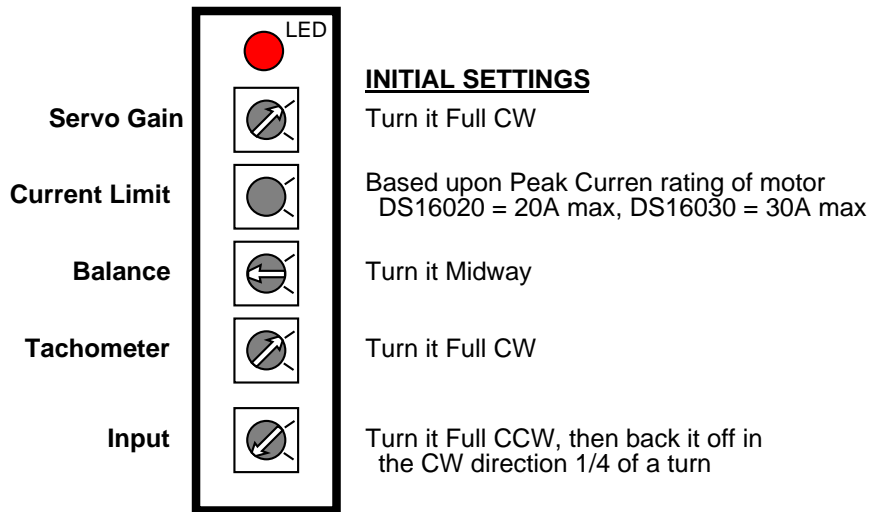 LED
INITIAL SETTINGS
Servo Gain
Turn it Full CW
Current Limit
Based upon Peak Curren rating of motor
DS16020 = 20A max, DS16030 = 30A max
Balance
Turn it Midway
Tachometer
Turn it Full CW
Input
Turn it Full CCW, then back it off in
the CW direction 1/4 of a turn